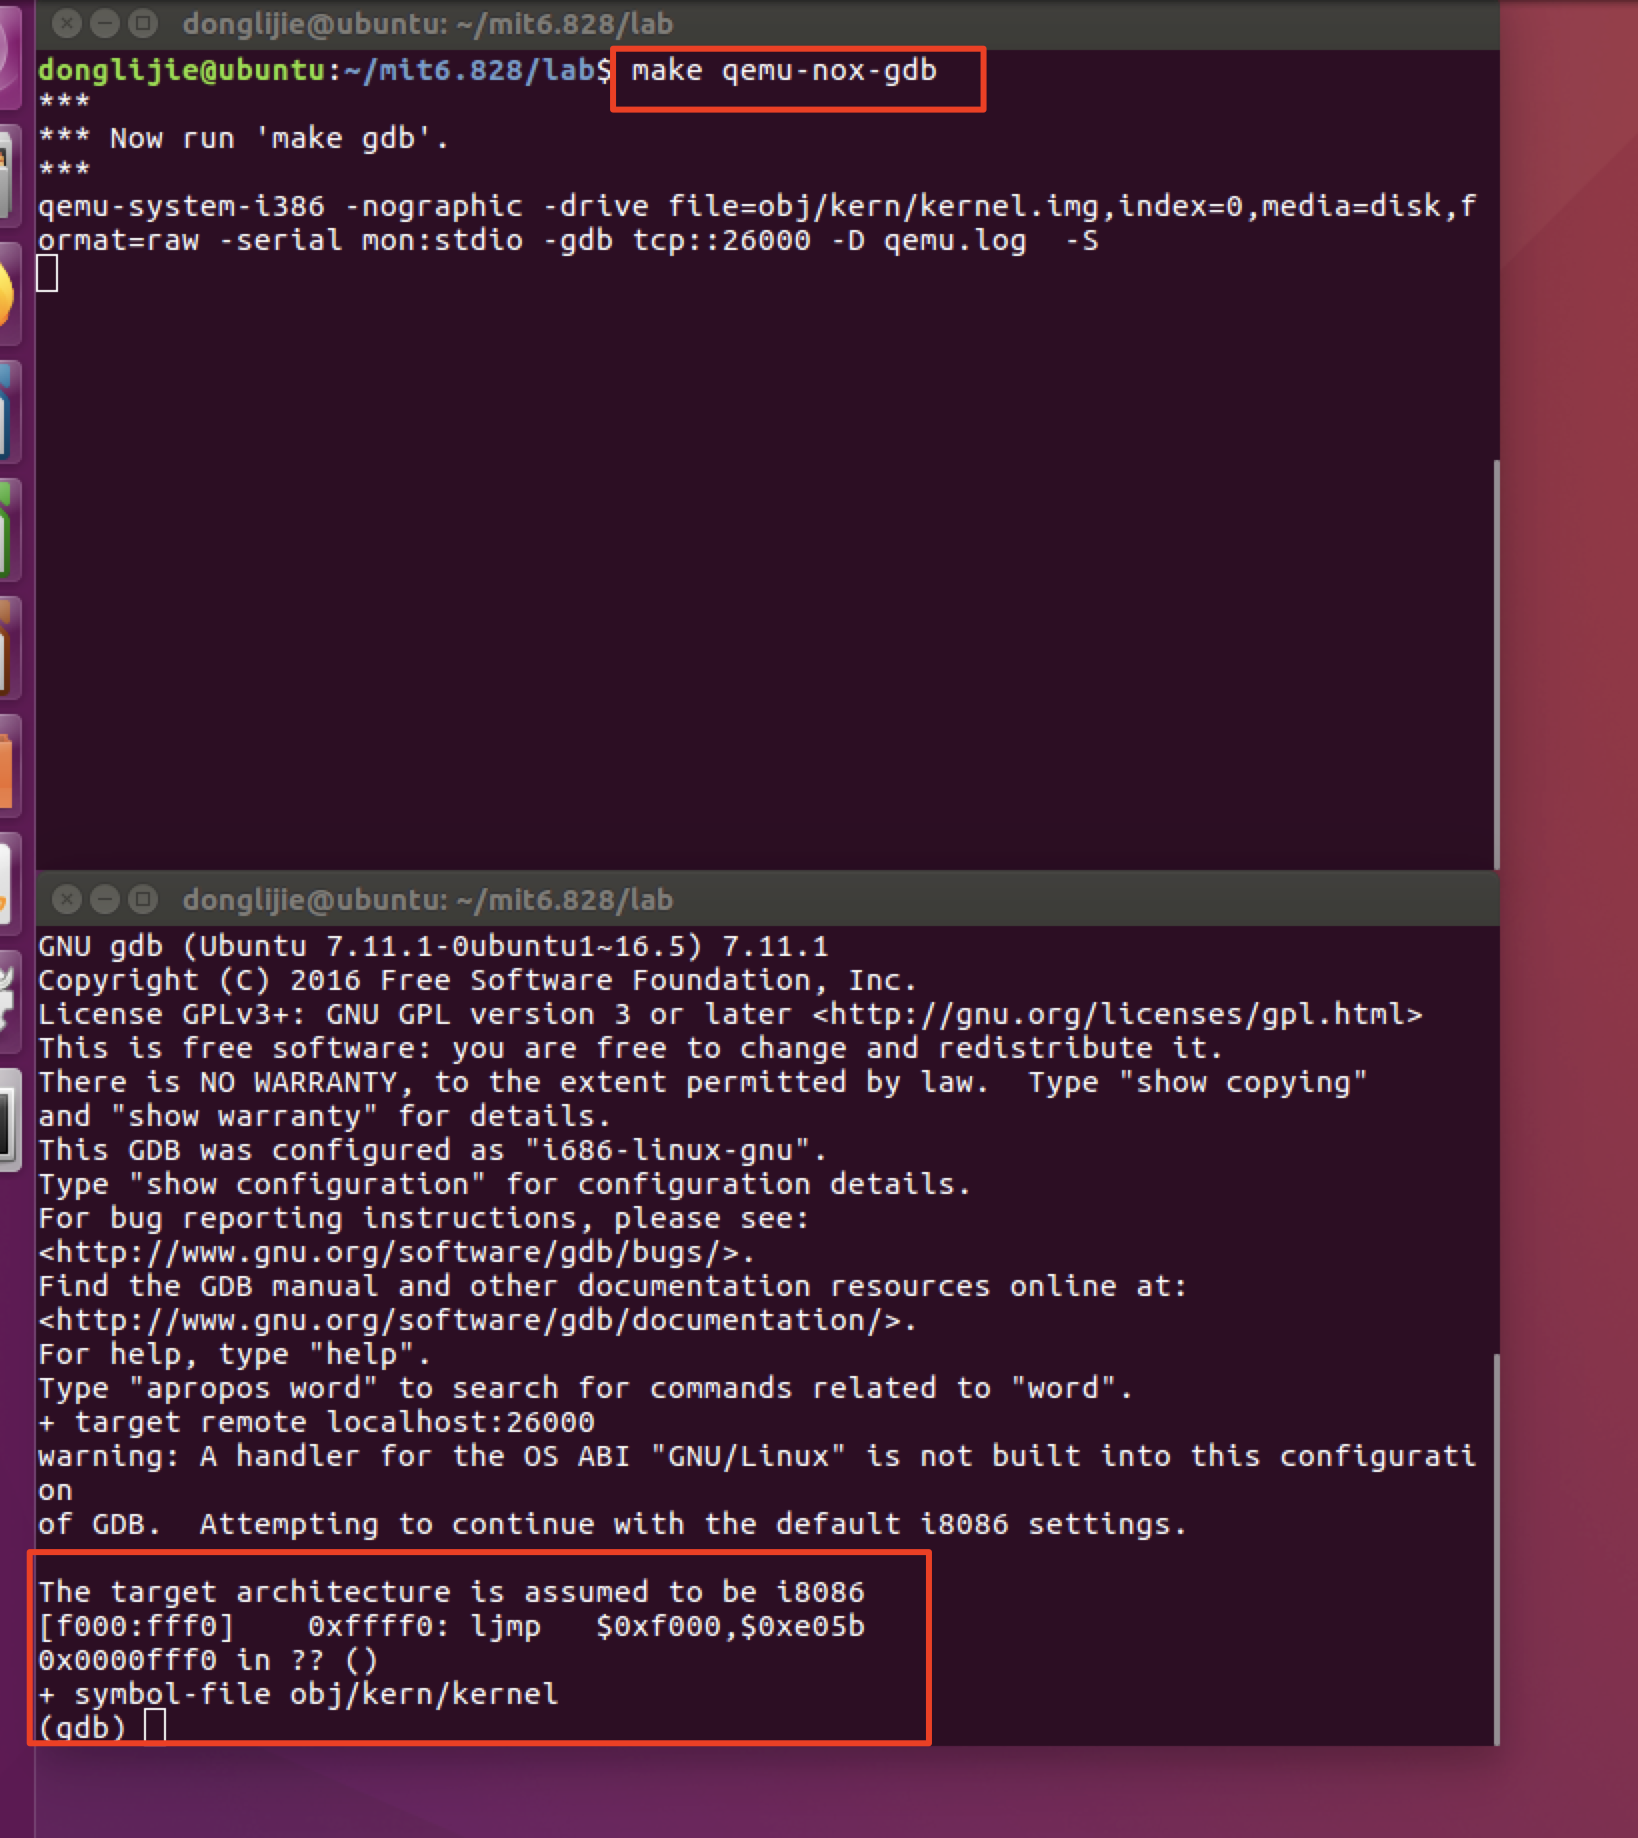 donglijie@ubuntu: ~/mit6.828/lab
donglijie@ubuntu:~/mit6.828/lab$ make qemu-nox-gdb
***
*** Now run 'make gdb'.
***
qemu-system-i386 -nographic -drive file=obj/kern/kernel.img,index=0,media=disk,f
ormat=raw -serial mon:stdio -gdb tcp::26000 -D qemu.log  -S
donglijie@ubuntu: ~/mit6.828/lab
GNU gdb (Ubuntu 7.11.1-0ubuntu1~16.5) 7.11.1
Copyright (C) 2016 Free Software Foundation, Inc.
License GPLv3+: GNU GPL version 3 or later <http://gnu.org/licenses/gpl.html>
This is free software: you are free to change and redistribute it.
There is NO WARRANTY, to the extent permitted by law.  Type "show copying"
and "show warranty" for details.
This GDB was configured as "i686-linux-gnu".
Type "show configuration" for configuration details.
For bug reporting instructions, please see:
<http://www.gnu.org/software/gdb/bugs/>.
Find the GDB manual and other documentation resources online at:
<http://www.gnu.org/software/gdb/documentation/>.
For help, type "help".
Type "apropos word" to search for commands related to "word".
+ target remote localhost:26000
warning: A handler for the OS ABI "GNU/Linux" is not built into this configurati
on
of GDB.  Attempting to continue with the default i8086 settings.
The target architecture is assumed to be i8086
[f000:fff0]    0xffff0: ljmp   $0xf000,$0xe05b
0x0000fff0 in ?? ()
+ symbol-file obj/kern/kernel
(gdb)